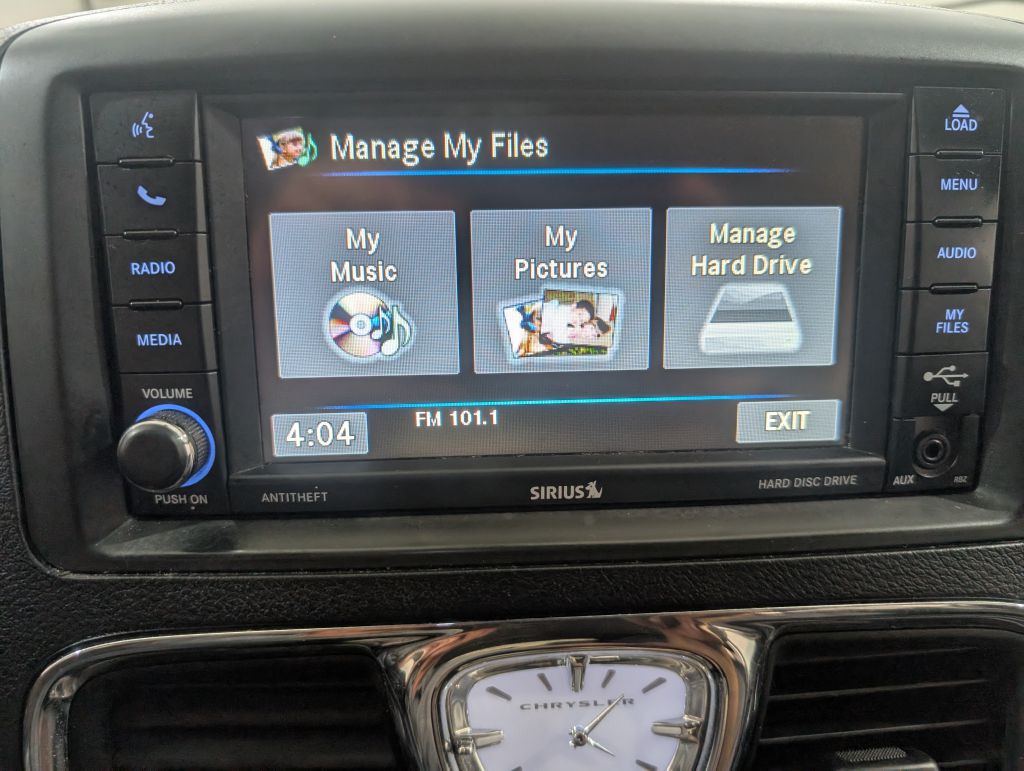 LOAD
Manage My Files
MENU
My
Music
My
Pictures
Manage
Hard Drive
RADIO
AUDIO
MEDIA
MY
FILES
VOLUME
PULL
4:04
FM 101.1
EXIT
PUSH ON
ANTITHEFT
SIRIUS
HARD DISC DRIVE
AUX
RBZ
CHRYSLER